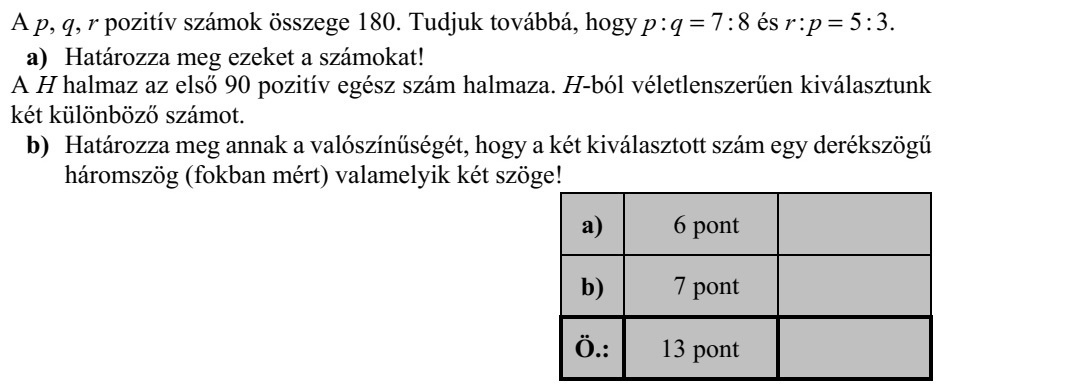 A p, q, r pozitív számok összege 180. Tudjuk továbbá, hogy p : q = 7 : 8 és r : p = 5 : 3.
a) Határozza meg ezeket a számokat!
A H halmaz az első 90 pozitív egész szám halmaza. H-ból véletlenszerűen kiválasztunk
két különböző számot.
b) Határozza meg annak a valószínűségét, hogy a két kiválasztott szám egy derékszögű
háromszög (fokban mért) valamelyik két szöge!
a) 6 pont
b) 7 pont
Ö.: 13 pont